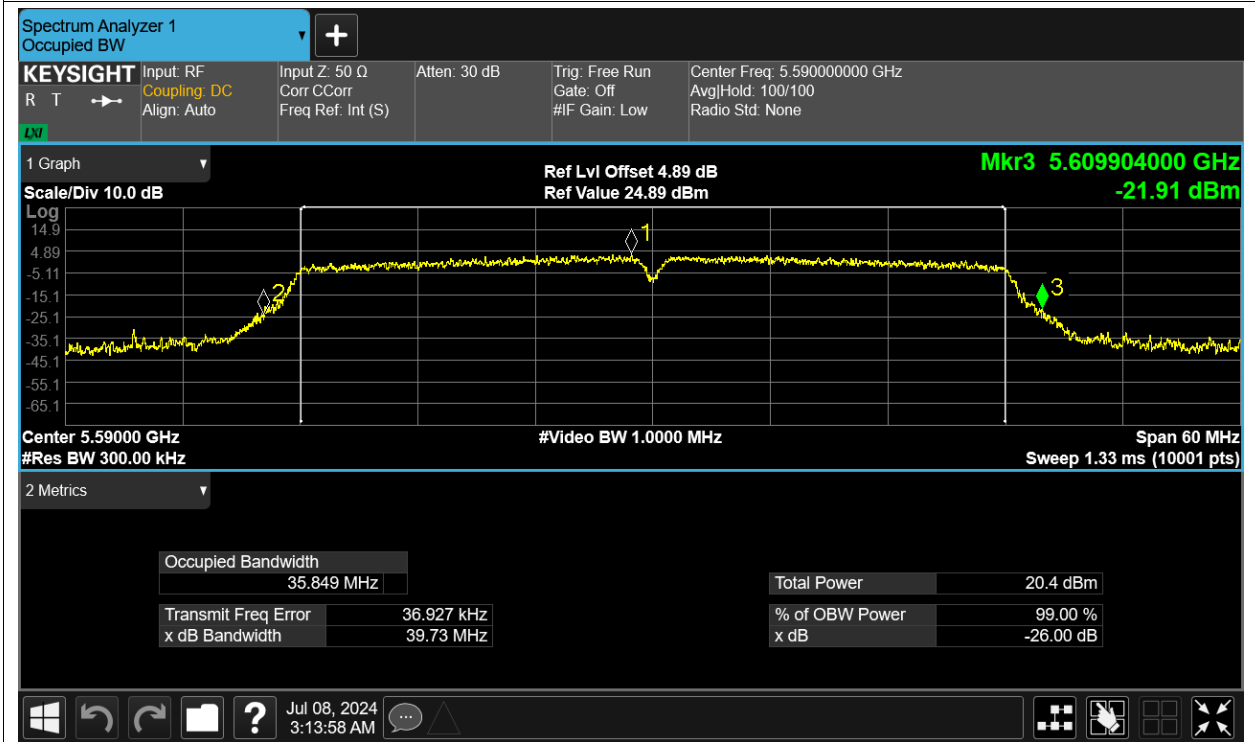 Spectrum Analyzer 1
Occupied BW
KEYSIGHT
R T
LXI
Input: RF
Coupling: DC
Align: Auto
Input Z: 50 Ω
Corr CCorr
Freq Ref: Int (S)
Atten: 30 dB
Trig: Free Run
Gate: Off
#IF Gain: Low
Center Freq: 5.590000000 GHz
Avg|Hold: 100/100
Radio Std: None
1 Graph
Scale/Div 10.0 dB
Ref Lvl Offset 4.89 dB
Ref Value 24.89 dBm
Mkr3 5.609904000 GHz
-21.91 dBm
Log
14.9
4.89
-5.11
-15.1
-25.1
-35.1
-45.1
-55.1
-65.1
1
2
3
Center 5.59000 GHz
#Res BW 300.00 kHz
#Video BW 1.0000 MHz
Span 60 MHz
Sweep 1.33 ms (10001 pts)
2 Metrics
Occupied Bandwidth
35.849 MHz
Transmit Freq Error 36.927 kHz
x dB Bandwidth 39.73 MHz
Total Power 20.4 dBm
% of OBW Power 99.00 %
x dB -26.00 dB
?
Jul 08, 2024
3:13:58 AM